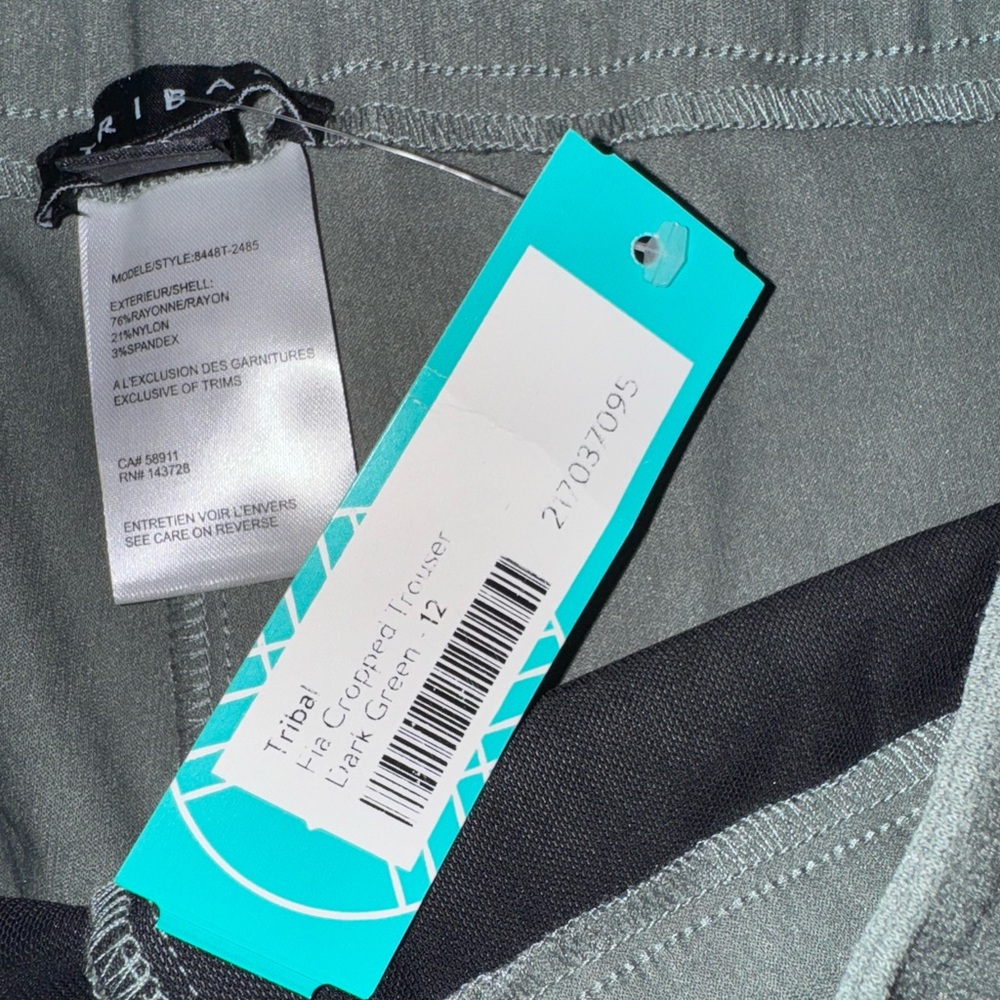 TRIBA
MODELE/STYLE:8448T-2485
EXTERIEUR/SHELL:
76%RAYONNE/RAYON
21%NYLON
3%SPANDEX
A L'EXCLUSION DES GARNITURES
EXCLUSIVE OF TRIMS
CA# 58911
RN# 143728
ENTRETIEN VOIR L'ENVERS
SEE CARE ON REVERSE
Tribal
Fia Cropped Trouser
Dark Green - 12
217037095